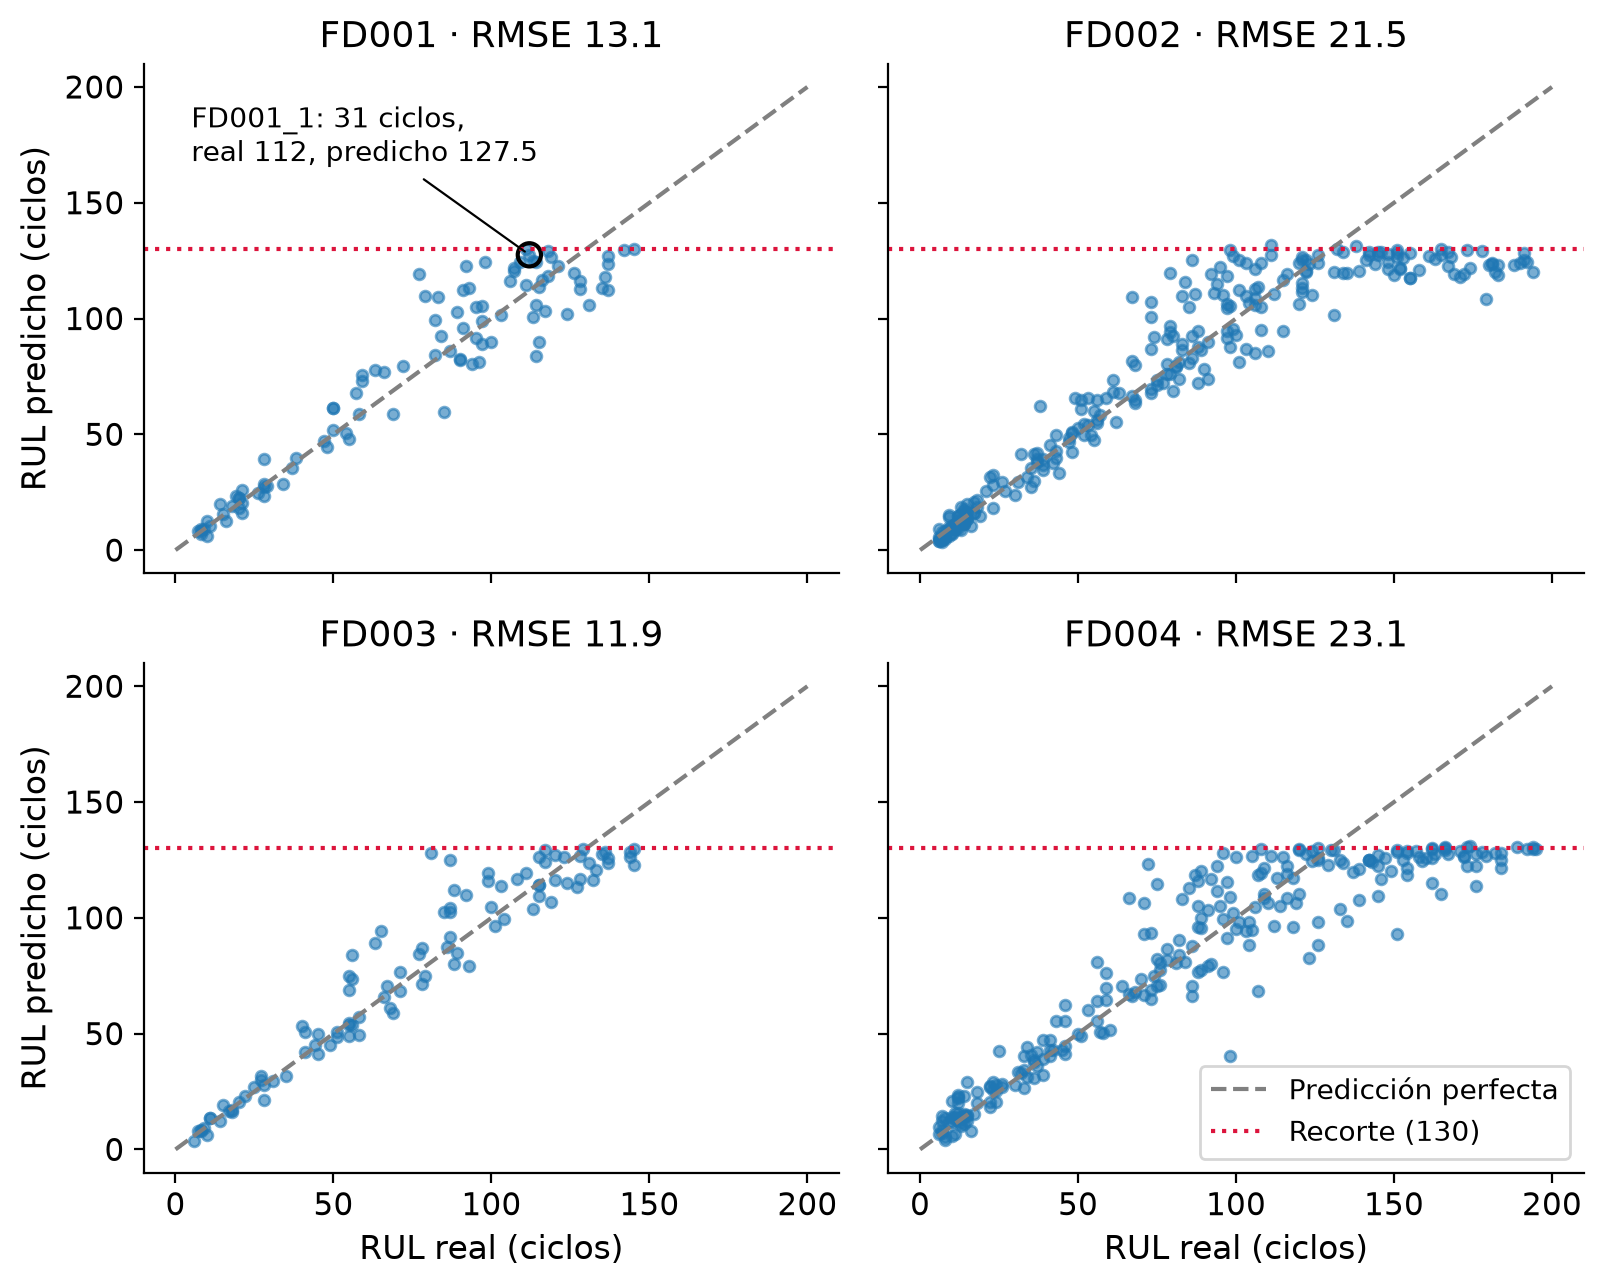 FD001 · RMSE 13.1
FD002 · RMSE 21.5
RUL predicho (ciclos)
200
150
100
50
0
FD001_1: 31 ciclos,
real 112, predicho 127.5
FD003 · RMSE 11.9
FD004 · RMSE 23.1
RUL predicho (ciclos)
200
150
100
50
0
Predicción perfecta
Recorte (130)
0 50 100 150 200
0 50 100 150 200
RUL real (ciclos)
RUL real (ciclos)